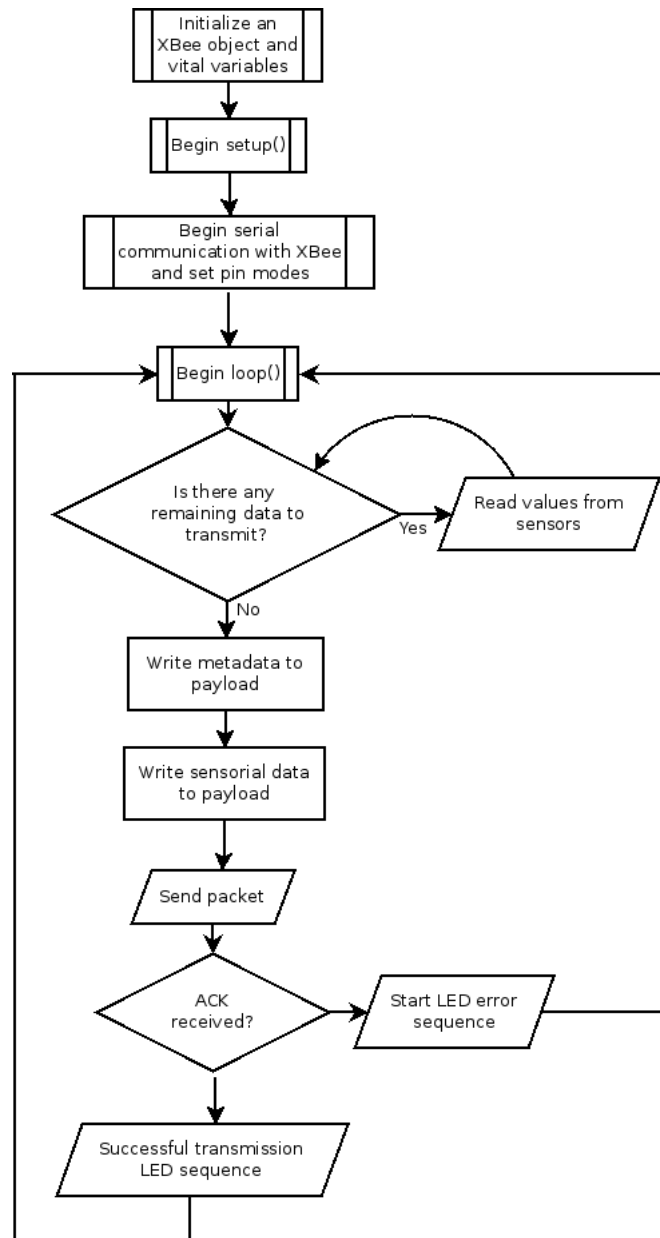 Initialize an
XBee object and
vital variables
Begin setup()
Begin serial
communication with XBee
and set pin modes
Begin loop()
Is there any
remaining data to
transmit?
Yes
Read values from
sensors
No
Write metadata to
payload
Write sensorial data
to payload
Send packet
ACK
received?
Start LED error
sequence
Successful transmission
LED sequence